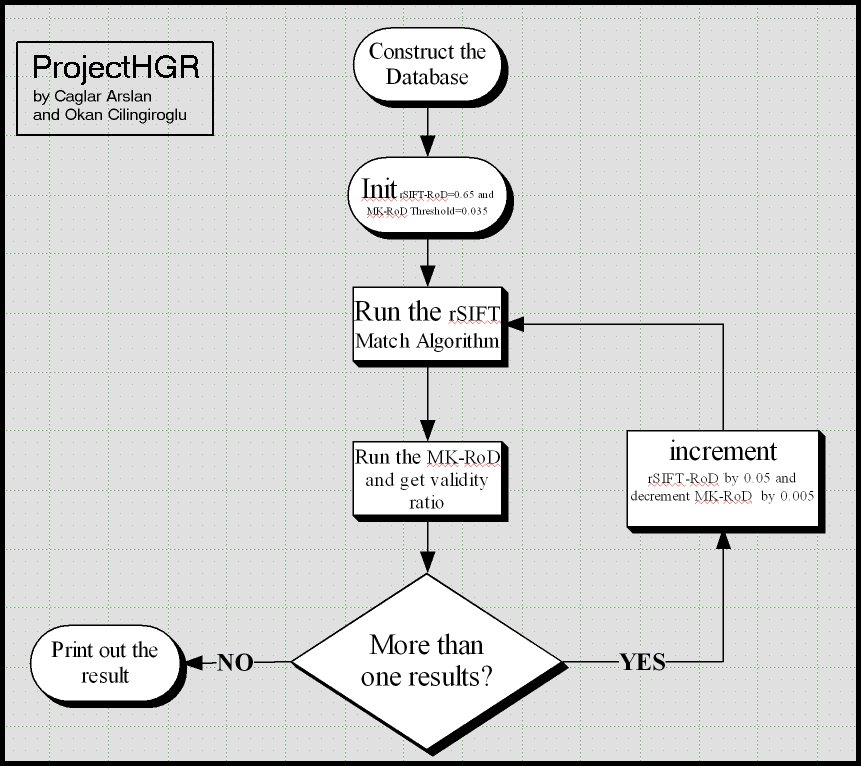 ProjectHGR
by Caglar Arslan
and Okan Cilingiroglu
Construct the
Database
Init rSIFT-RoD=0.65 and
MK-RoD Threshold=0.035
Run the rSIFT
Match Algorithm
Run the MK-RoD
and get validity
ratio
increment
rSIFT-RoD by 0.05 and
decrement MK-RoD by 0.005
More than
one results?
NO
YES
Print out the
result